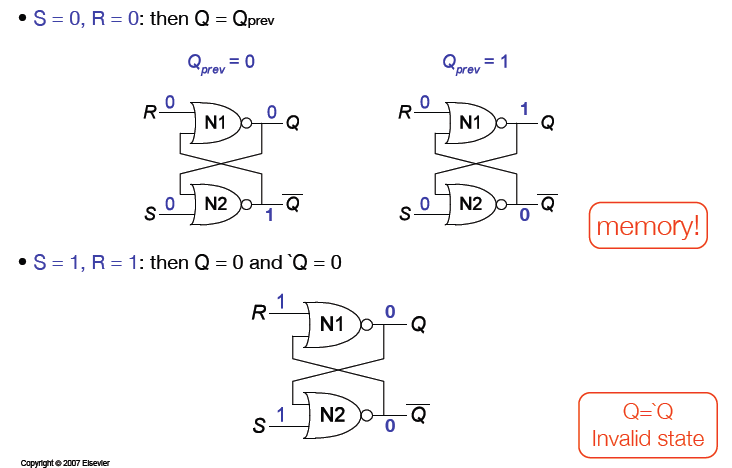 • S = 0, R = 0: then Q = Qprev
Qprev = 0
Qprev = 1
R 0 N1 0 Q
S 0 N2 1 Q̅
R 0 N1 1 Q
S 0 N2 0 Q̅
memory!
• S = 1, R = 1: then Q = 0 and `Q = 0
R 1 N1 0 Q
S 1 N2 0 Q̅
Q=`Q
Invalid state
Copyright © 2007 Elsevier